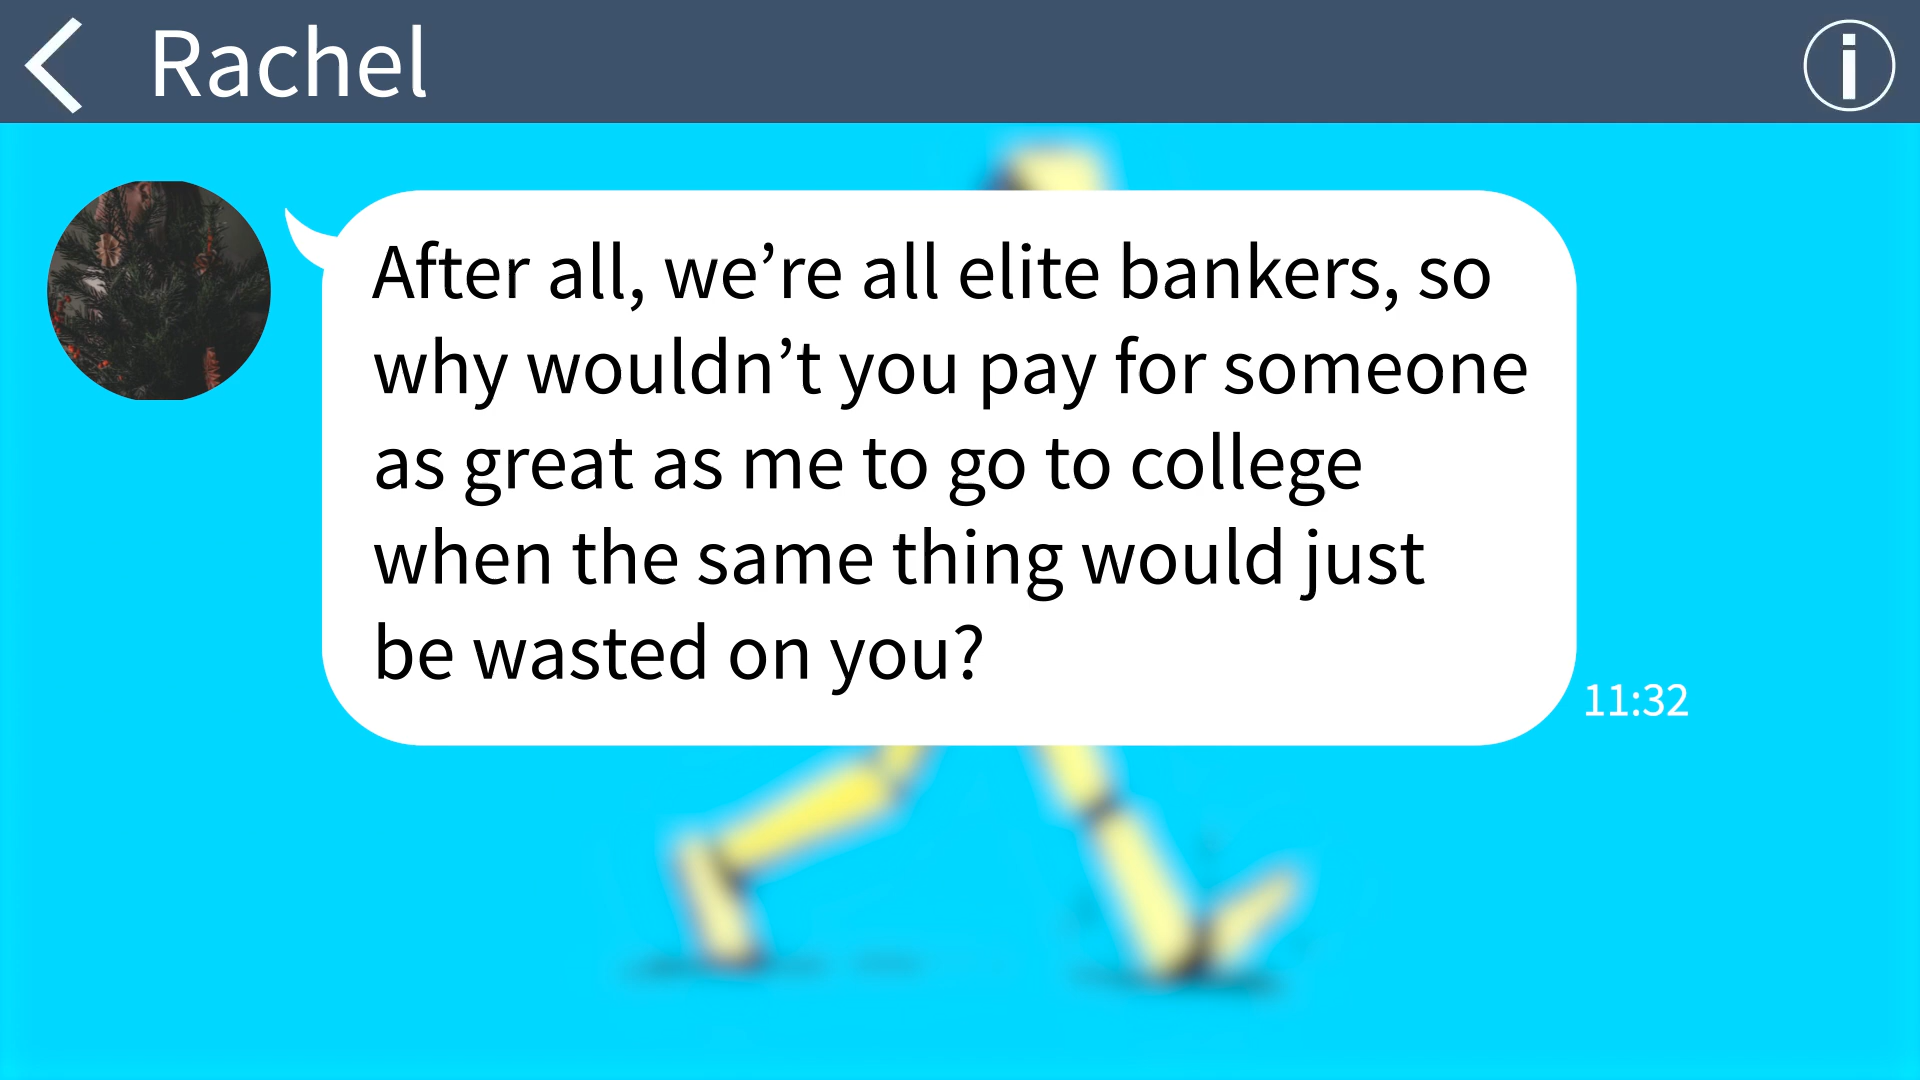 Rachel
After all, we’re all elite bankers, so
why wouldn’t you pay for someone
as great as me to go to college
when the same thing would just
be wasted on you?
11:32